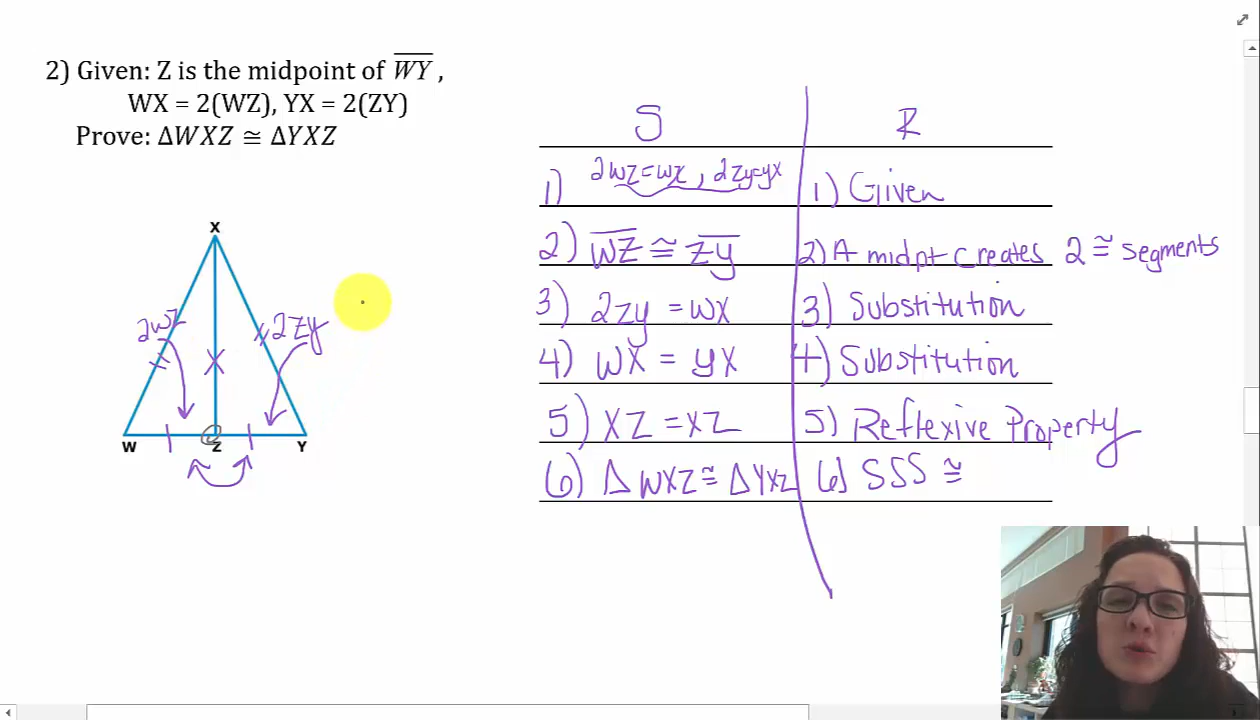 2) Given: Z is the midpoint of WY ,
WX = 2(WZ), YX = 2(ZY)
Prove: ΔWXZ ≅ ΔYXZ
S R
1) 2WZ=WX , 2ZY=YX 1) Given
2) WZ ≅ ZY 2) A midpt creates 2 ≅ segments
3) 2ZY = WX 3) Substitution
4) WX = YX 4) Substitution
5) XZ = XZ 5) Reflexive Property
6) Δ WXZ ≅ ΔYXZ 6) SSS ≅
X
2WZ 2ZY
W Z Y